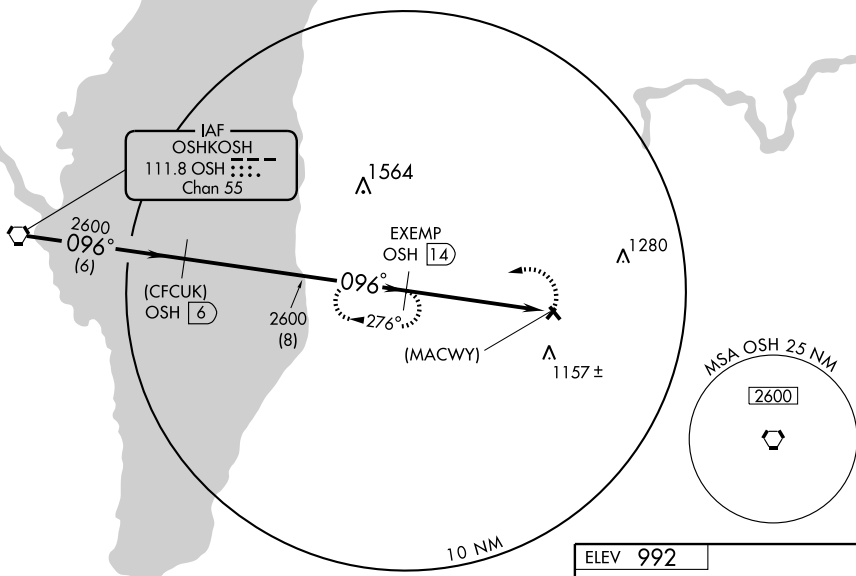 IAF
OSHKOSH
111.8 OSH
Chan 55
1564
2600
096°
(6)
EXEMP
OSH 14
1280
(CFCUK)
OSH 6
096°
2600
(8)
276°
(MACWY)
1157 ±
MSA OSH 25 NM
2600
10 NM
ELEV 992